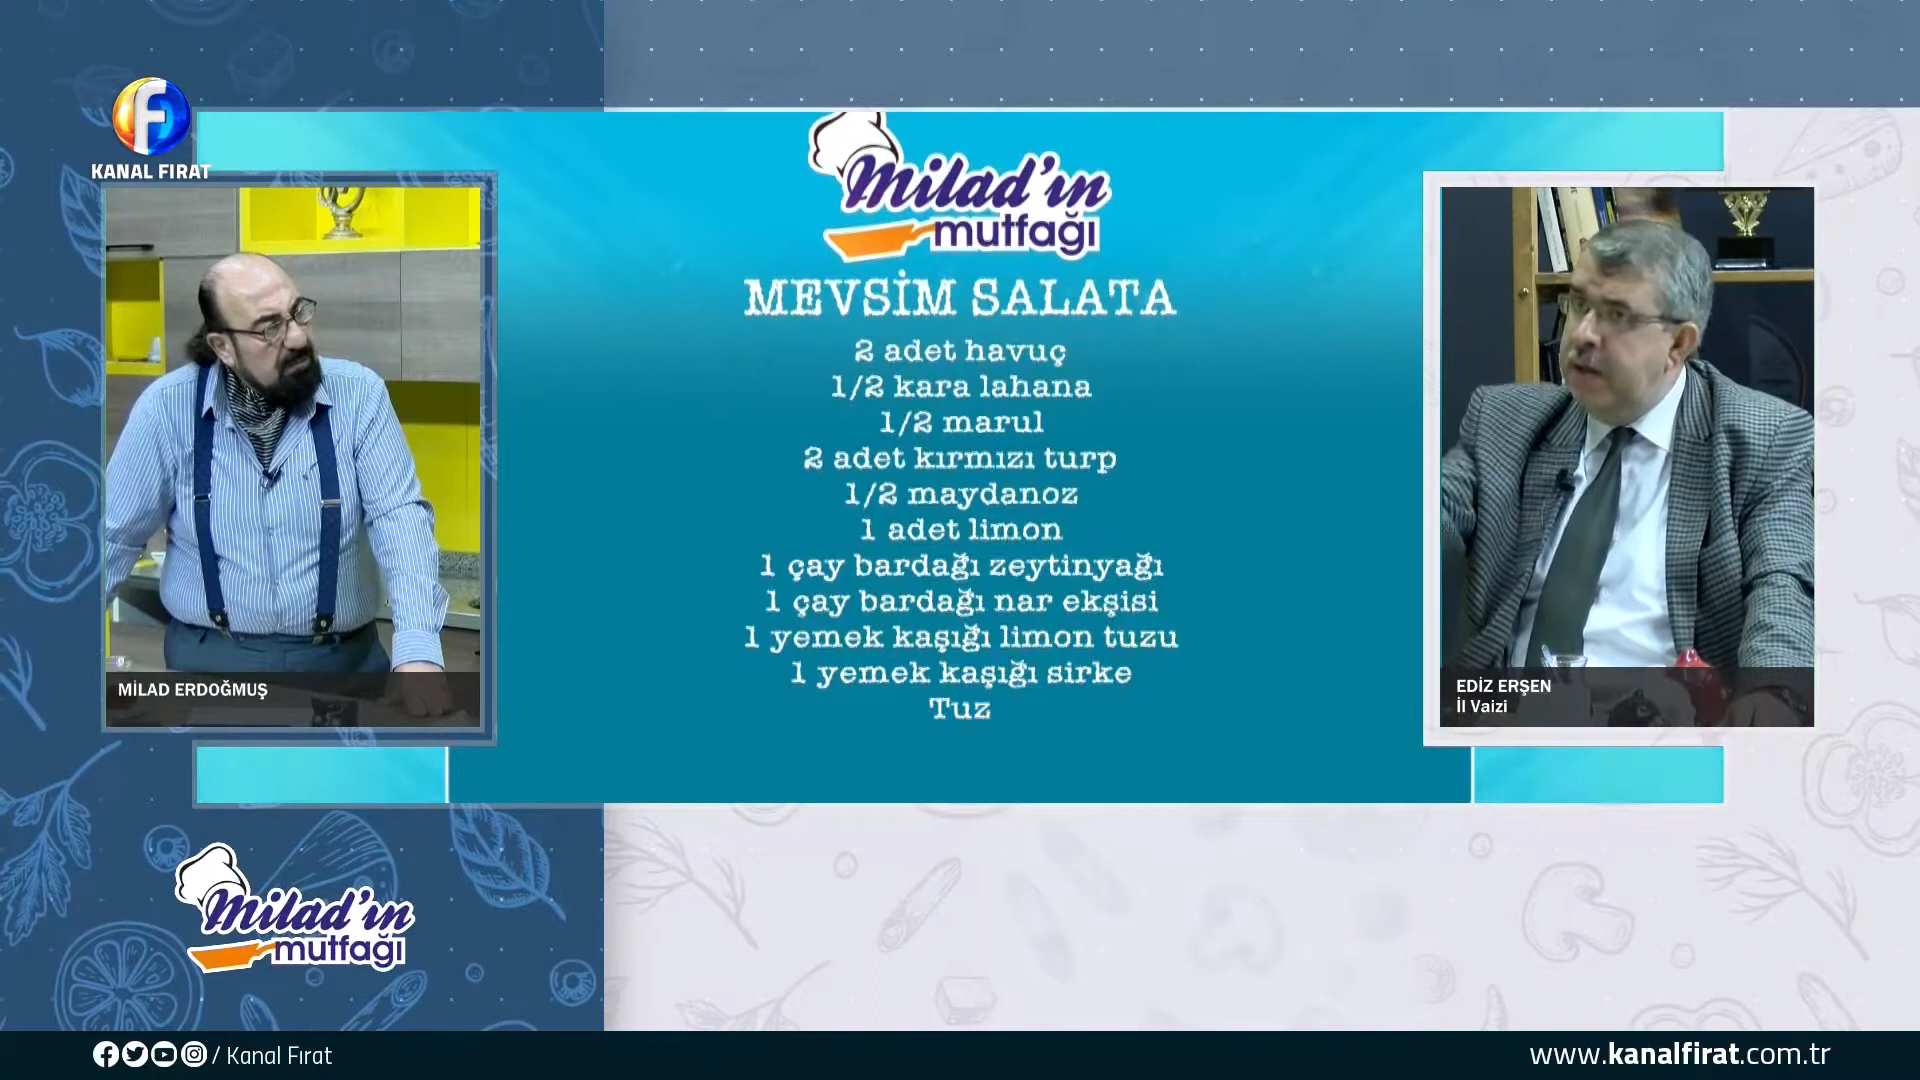 KANAL FIRAT
Milad'ın
mutfağı
MEVSİM SALATA
2 adet havuç
1/2 kara lahana
1/2 marul
2 adet kırmızı turp
1/2 maydanoz
1 adet limon
1 çay bardağı zeytinyağı
1 çay bardağı nar ekşisi
1 yemek kaşığı limon tuzu
1 yemek kaşığı sirke
Tuz
MİLAD ERDOĞMUŞ
EDİZ ERŞEN
İl Vaizi
Milad'ın
mutfağı
/ Kanal Fırat
www.kanalfirat.com.tr